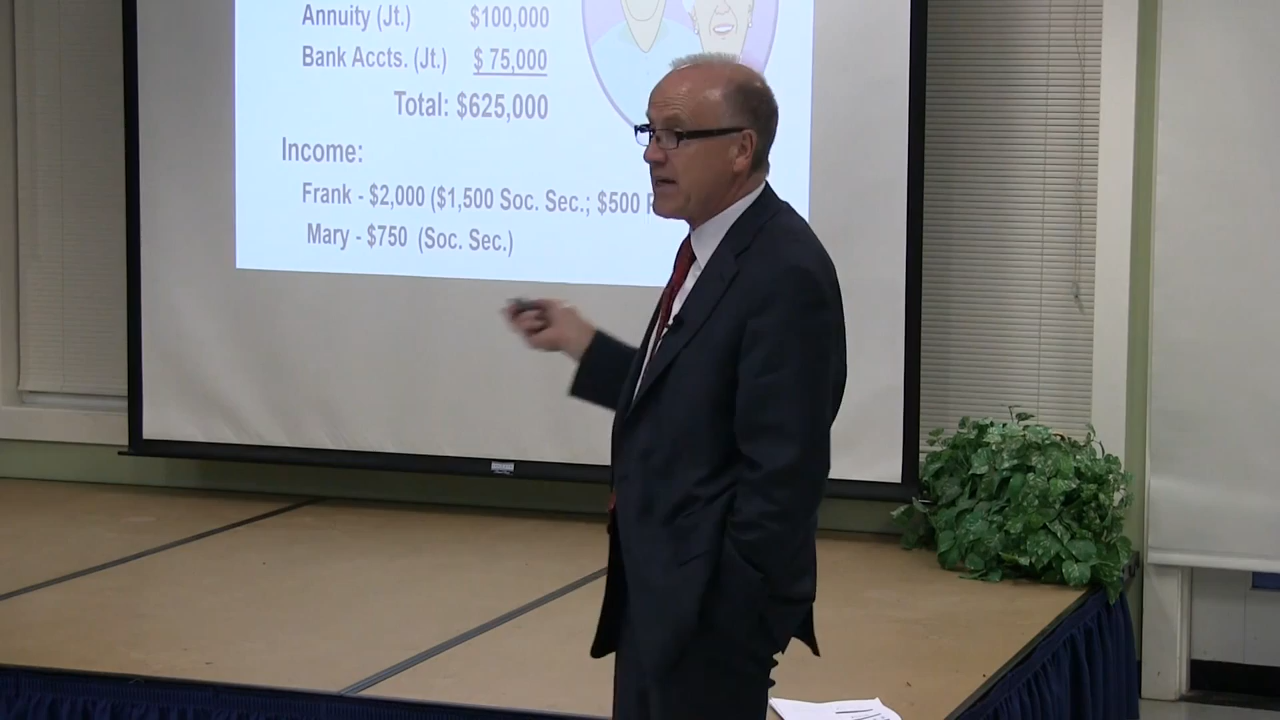 Annuity (Jt.) $100,000
Bank Accts. (Jt.) $ 75,000
Total: $625,000
Income:
Frank - $2,000 ($1,500 Soc. Sec.; $500
Mary - $750 (Soc. Sec.)